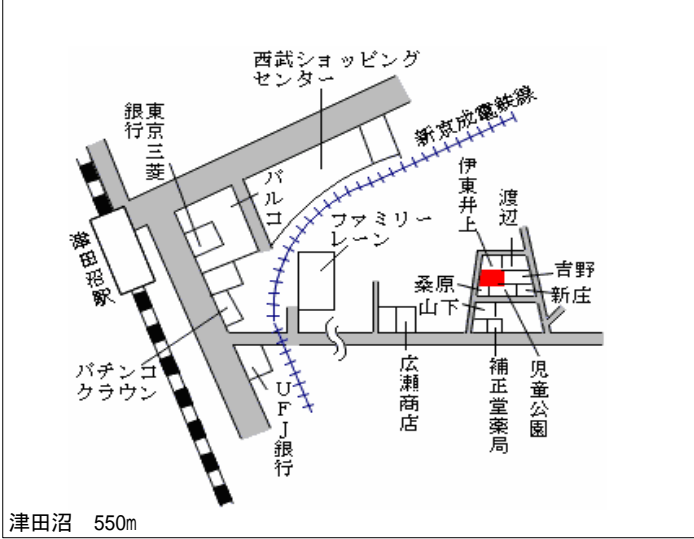 西武ショッピング
センター
東京三菱
銀行
新京成電鉄線
パルコ
伊東井上
渡辺
ファミリー
レーン
津田沼駅
吉野
新庄
桑原
山下
パチンコ
クラウン
UFJ銀行
広瀬商店
補正堂薬局
児童公園
津田沼 550m